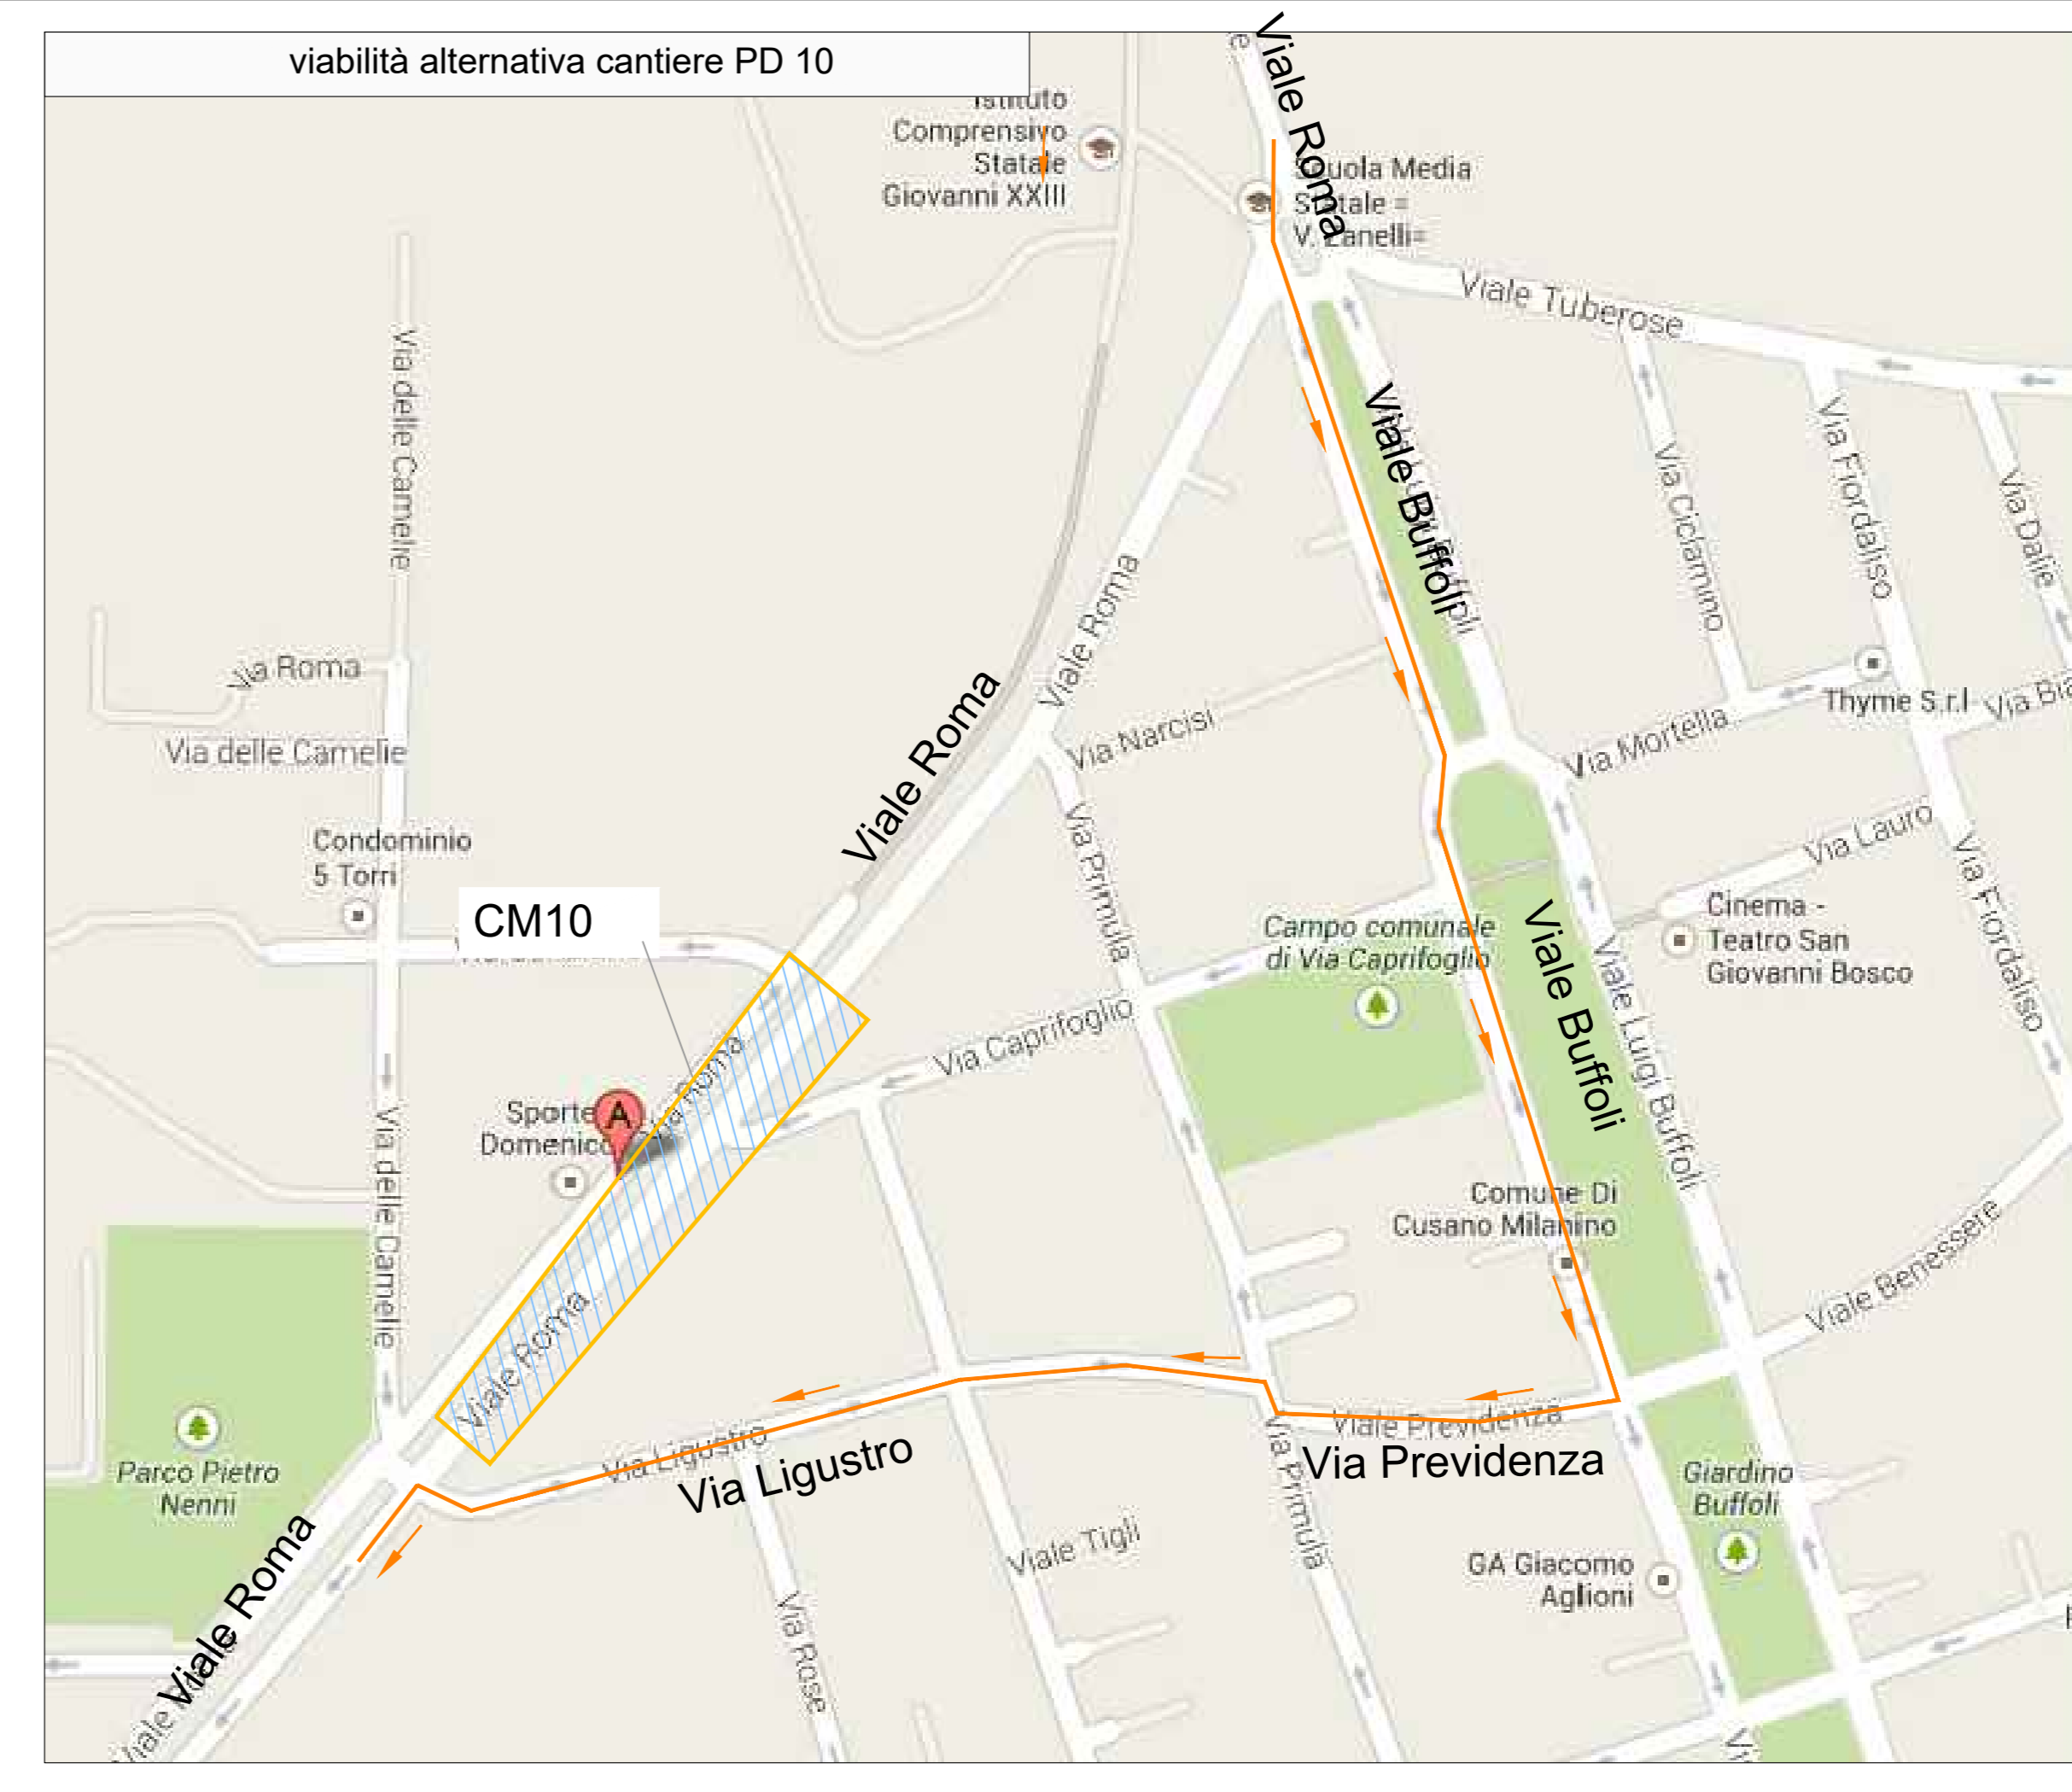 viabilità alternativa cantiere PD 10
Viale Roma
Istituto
Comprensivo
Statale
Giovanni XXIII
Scuola Media
Statale =
V. Zanelli=
Viale Tuberose
Via delle Camelie
Viale Buffoli
Via Ciclamino
Via Fiordaliso
Via Dalie
Viale Roma
Via Roma
Viale Roma
Via Narcisi
Via Mortella
Thyme S.r.l
Via delle Camelie
Via Primula
Via Lauro
Condominio
5 Torri
Via Fiordaliso
CM10
Campo comunale
di Via Caprifoglio
Viale Buffoli
Viale Luigi Buffoli
Cinema -
Teatro San
Giovanni Bosco
Via Caprifoglio
Via Roma
A
Domenico
Via delle Camelie
Comune Di
Cusano Milanino
Viale Benessere
Viale Roma
Viale Previdenza
Via Previdenza
Via Ligustro
Via Ligustro
Via Primula
Parco Pietro
Nenni
Giardino
Buffoli
Viale Tigli
GA Giacomo
Aglioni
Viale Roma
Via Rose